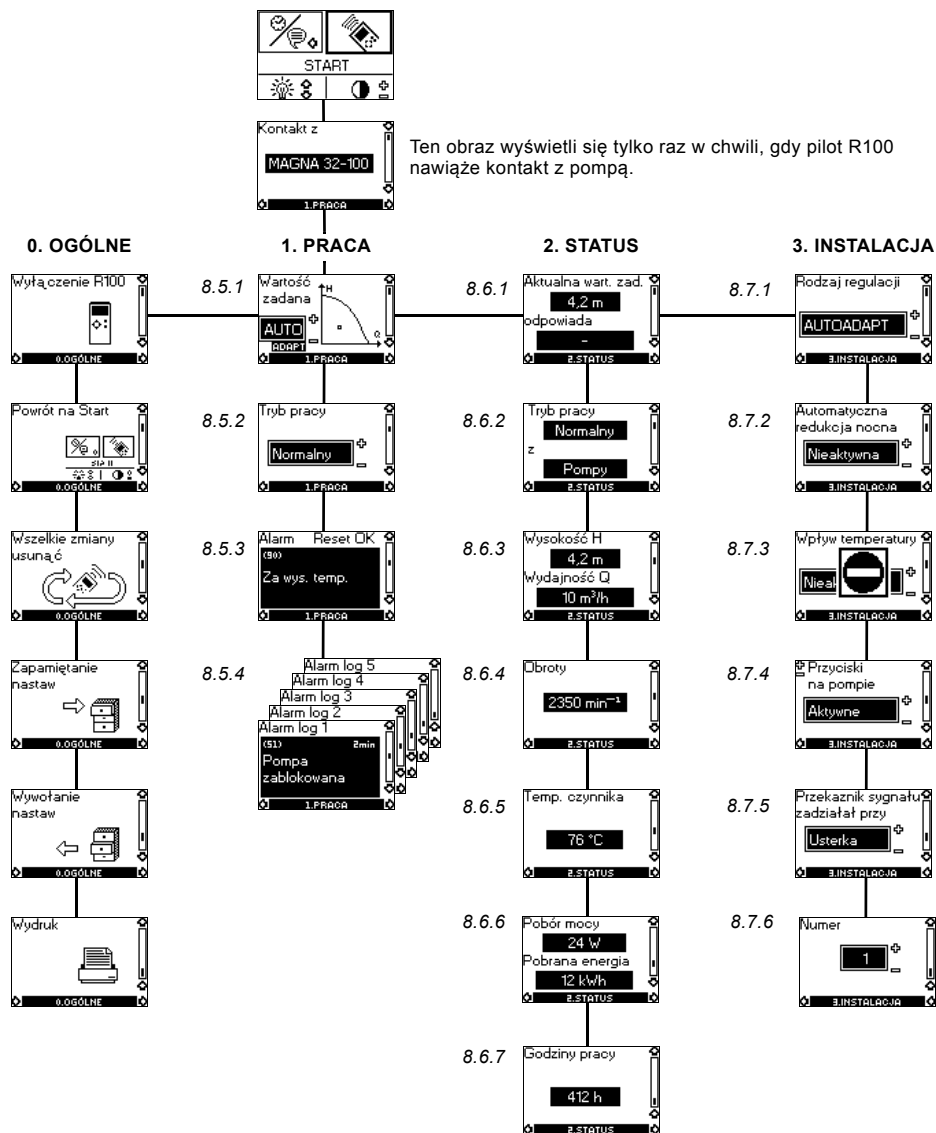 START
Kontakt z
MAGNA 32-100
1.PRACA
Ten obraz wyświetli się tylko raz w chwili, gdy pilot R100
nawiąże kontakt z pompą.
0. OGÓLNE
1. PRACA
2. STATUS
3. INSTALACJA
Wyłączenie R100
0.OGÓLNE
8.5.1
Wartość
zadana
H
AUTO
ADAPT
Q
1.PRACA
8.6.1
Aktualna wart. zad.
4,2 m
odpowiada
-
2.STATUS
8.7.1
Rodzaj regulacji
AUTOADAPT
3.INSTALACJA
Powrót na Start
START
0.OGÓLNE
8.5.2
Tryb pracy
Normalny
1.PRACA
8.6.2
Tryb pracy
Normalny
z
Pompy
2.STATUS
8.7.2
Automatyczna
redukcja nocna
Nieaktywna
3.INSTALACJA
Wszelkie zmiany
usunąć
0.OGÓLNE
8.5.3
Alarm Reset OK
(90)
Za wys. temp.
1.PRACA
8.6.3
Wysokość H
4,2 m
Wydajność Q
10 m³/h
2.STATUS
8.7.3
Wpływ temperatury
Nieak
3.INSTALACJA
Zapamiętanie
nastaw
0.OGÓLNE
8.5.4
Alarm log 5
Alarm log 4
Alarm log 3
Alarm log 2
Alarm log 1
(51) 2min
Pompa
zablokowana
1.PRACA
8.6.4
Obroty
2350 min⁻¹
2.STATUS
8.7.4
Przyciski
na pompie
Aktywne
3.INSTALACJA
Wywołanie
nastaw
0.OGÓLNE
8.6.5
Temp. czynnika
76 °C
2.STATUS
8.7.5
Przekaznik sygnału
zadziałał przy
Usterka
3.INSTALACJA
Wydruk
0.OGÓLNE
8.6.6
Pobór mocy
24 W
Pobrana energia
12 kWh
2.STATUS
8.7.6
Numer
1
3.INSTALACJA
8.6.7
Godziny pracy
412 h
2.STATUS